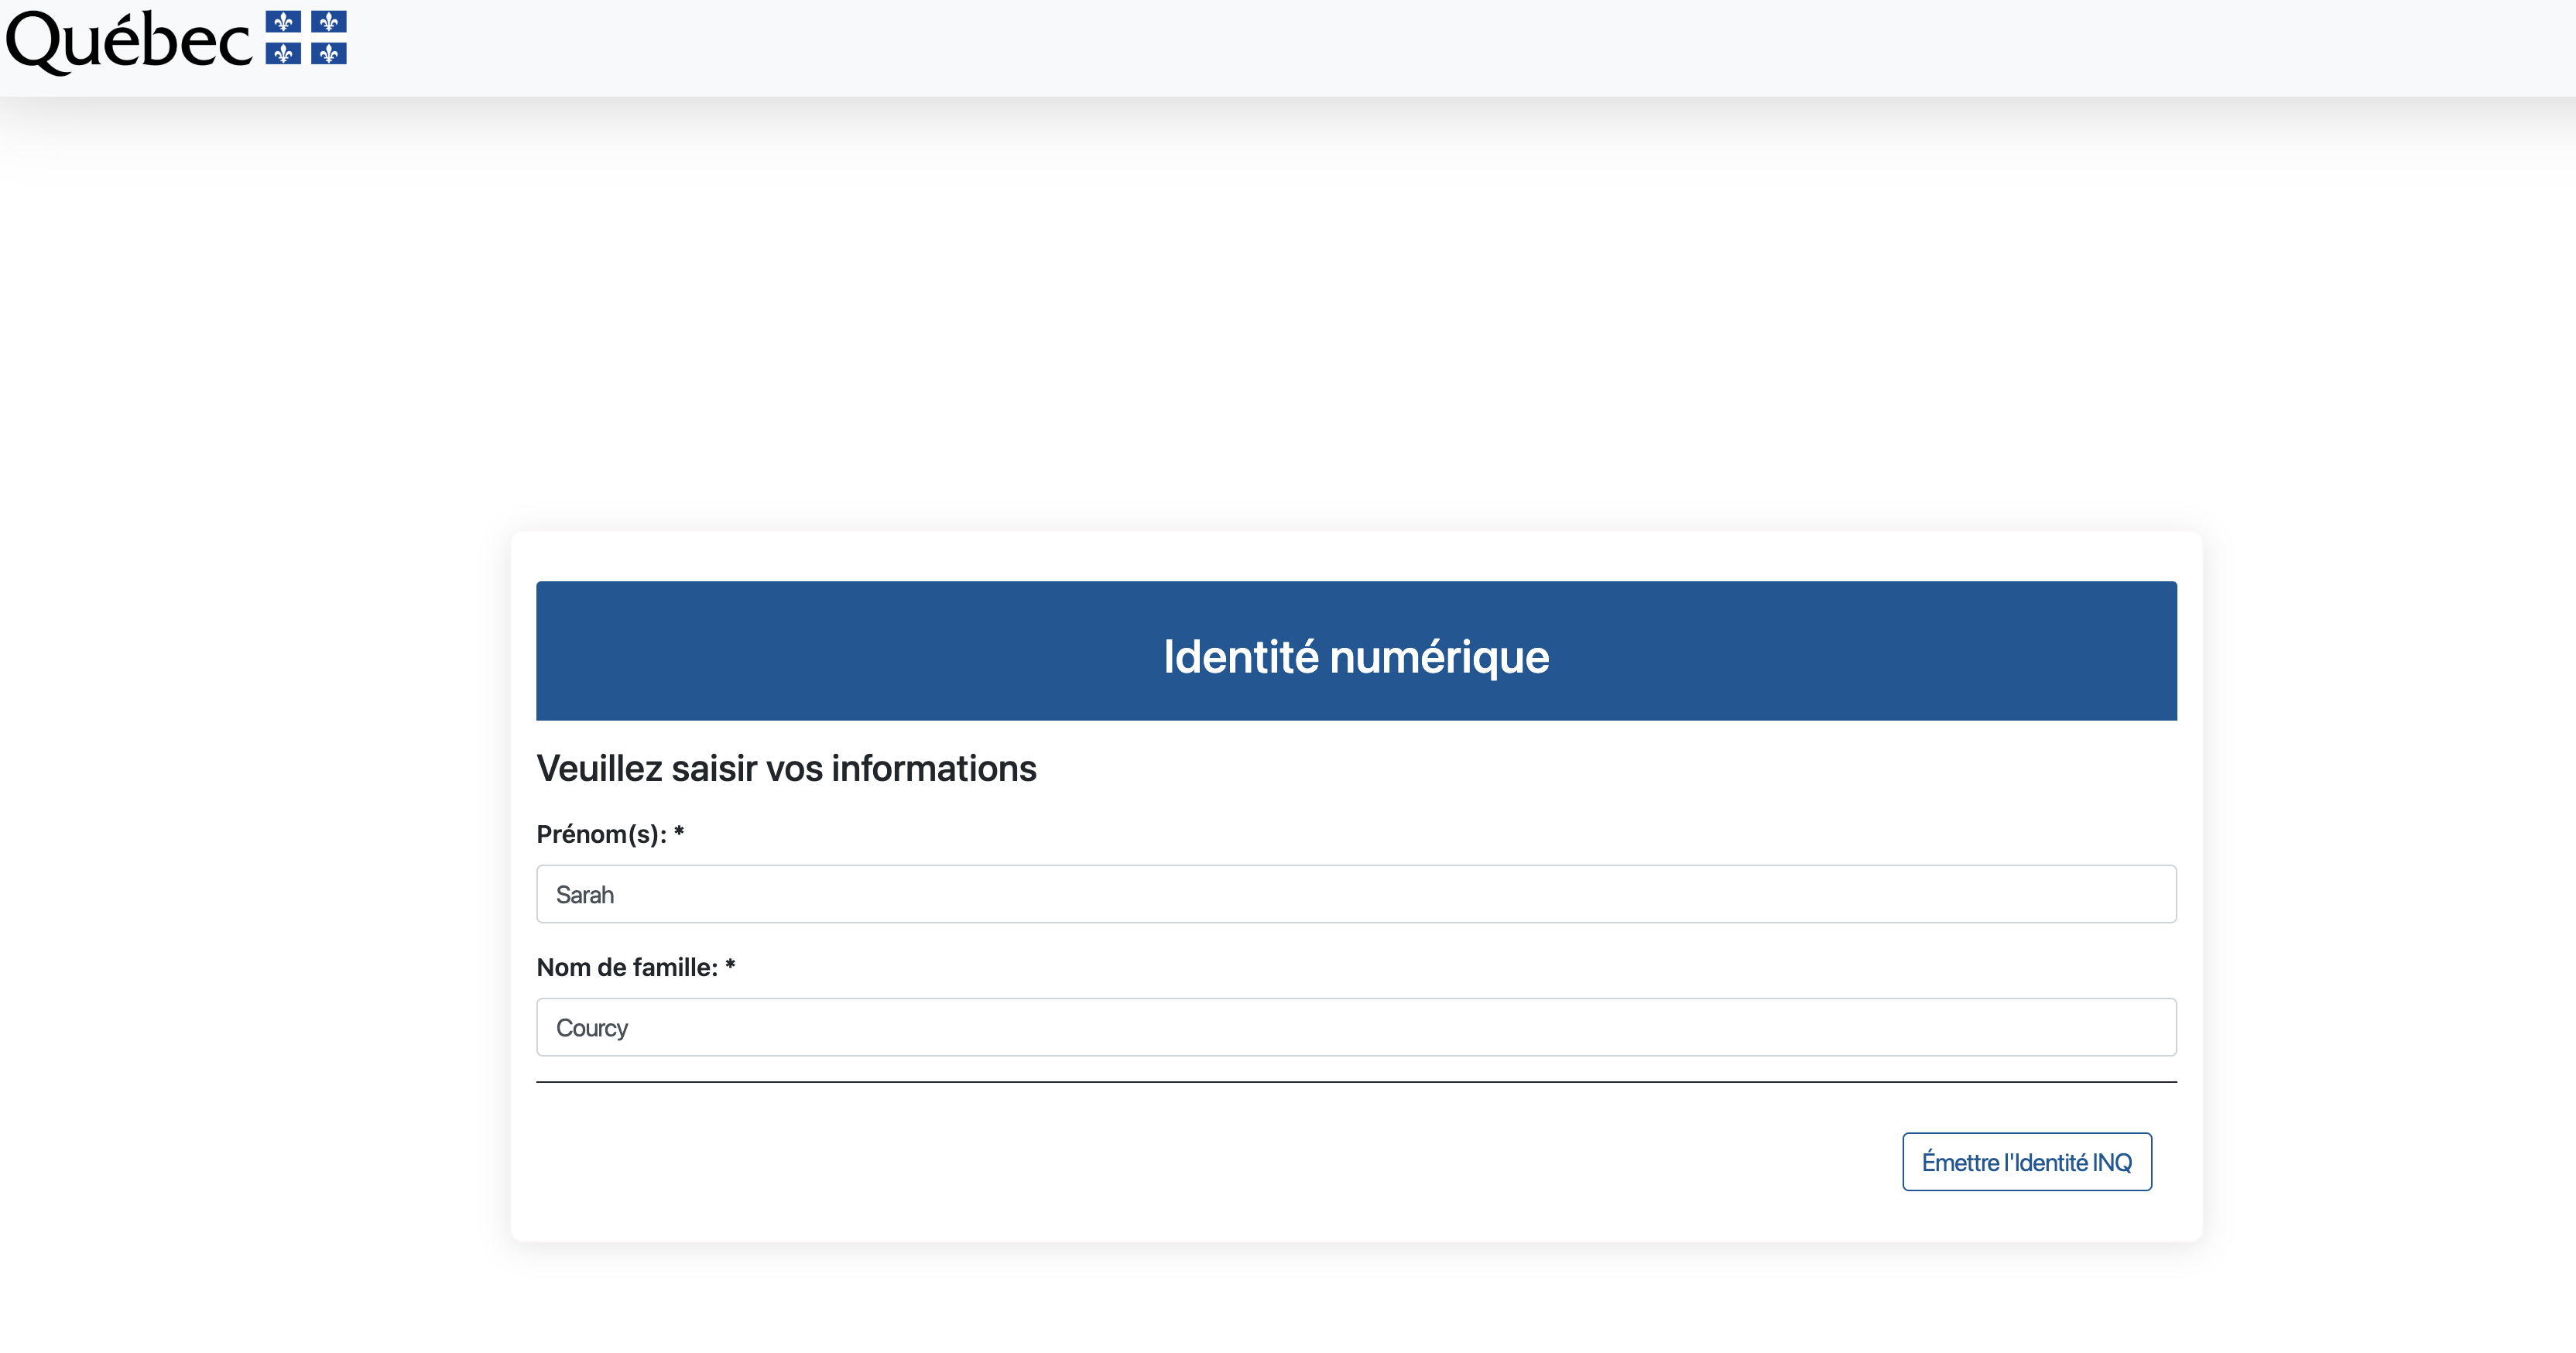 Québec
Identité numérique
Veuillez saisir vos informations
Prénom(s): *
Sarah
Nom de famille: *
Courcy
Émettre l'Identité INQ